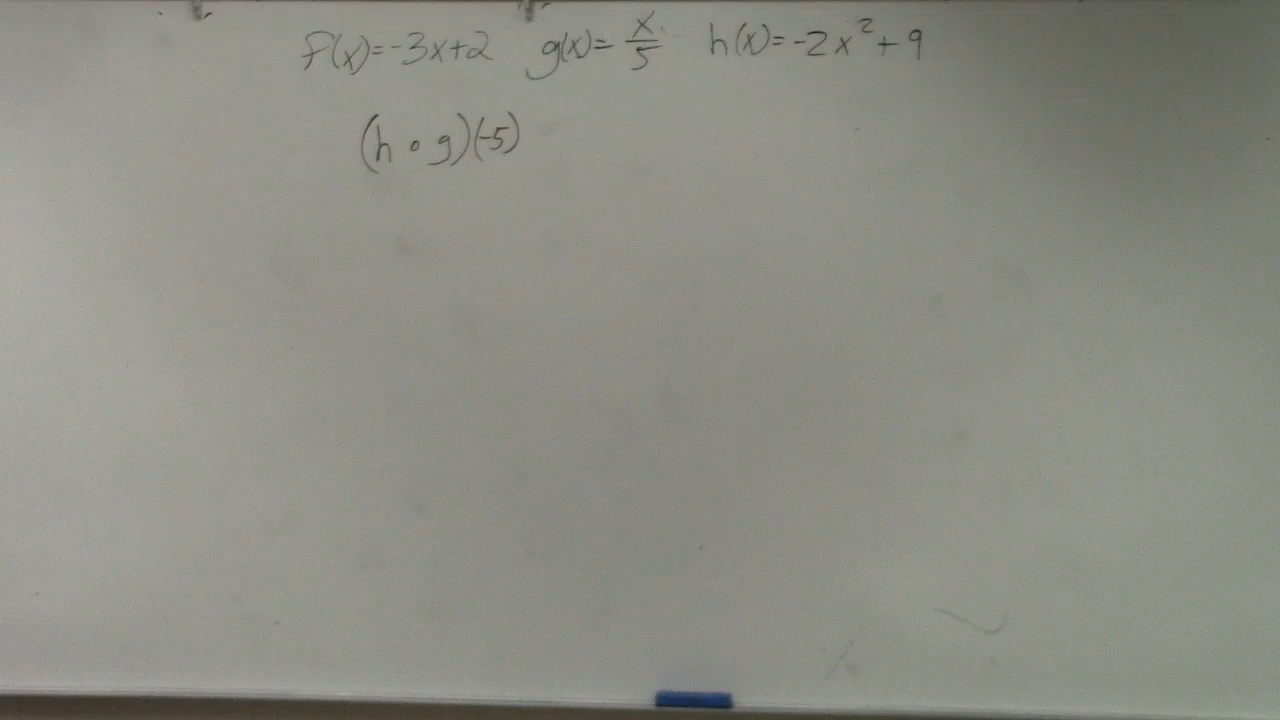 f(x)=-3x+2 g(x)=x/5 h(x)=-2x²+9
(h∘g)(-5)